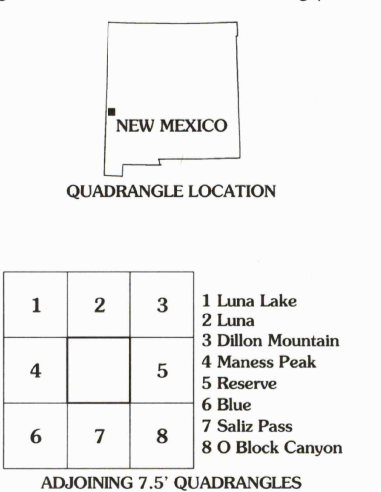 NEW MEXICO
QUADRANGLE LOCATION
1 2 3
4 5
6 7 8
1 Luna Lake
2 Luna
3 Dillon Mountain
4 Maness Peak
5 Reserve
6 Blue
7 Saliz Pass
8 O Block Canyon
ADJOINING 7.5' QUADRANGLES